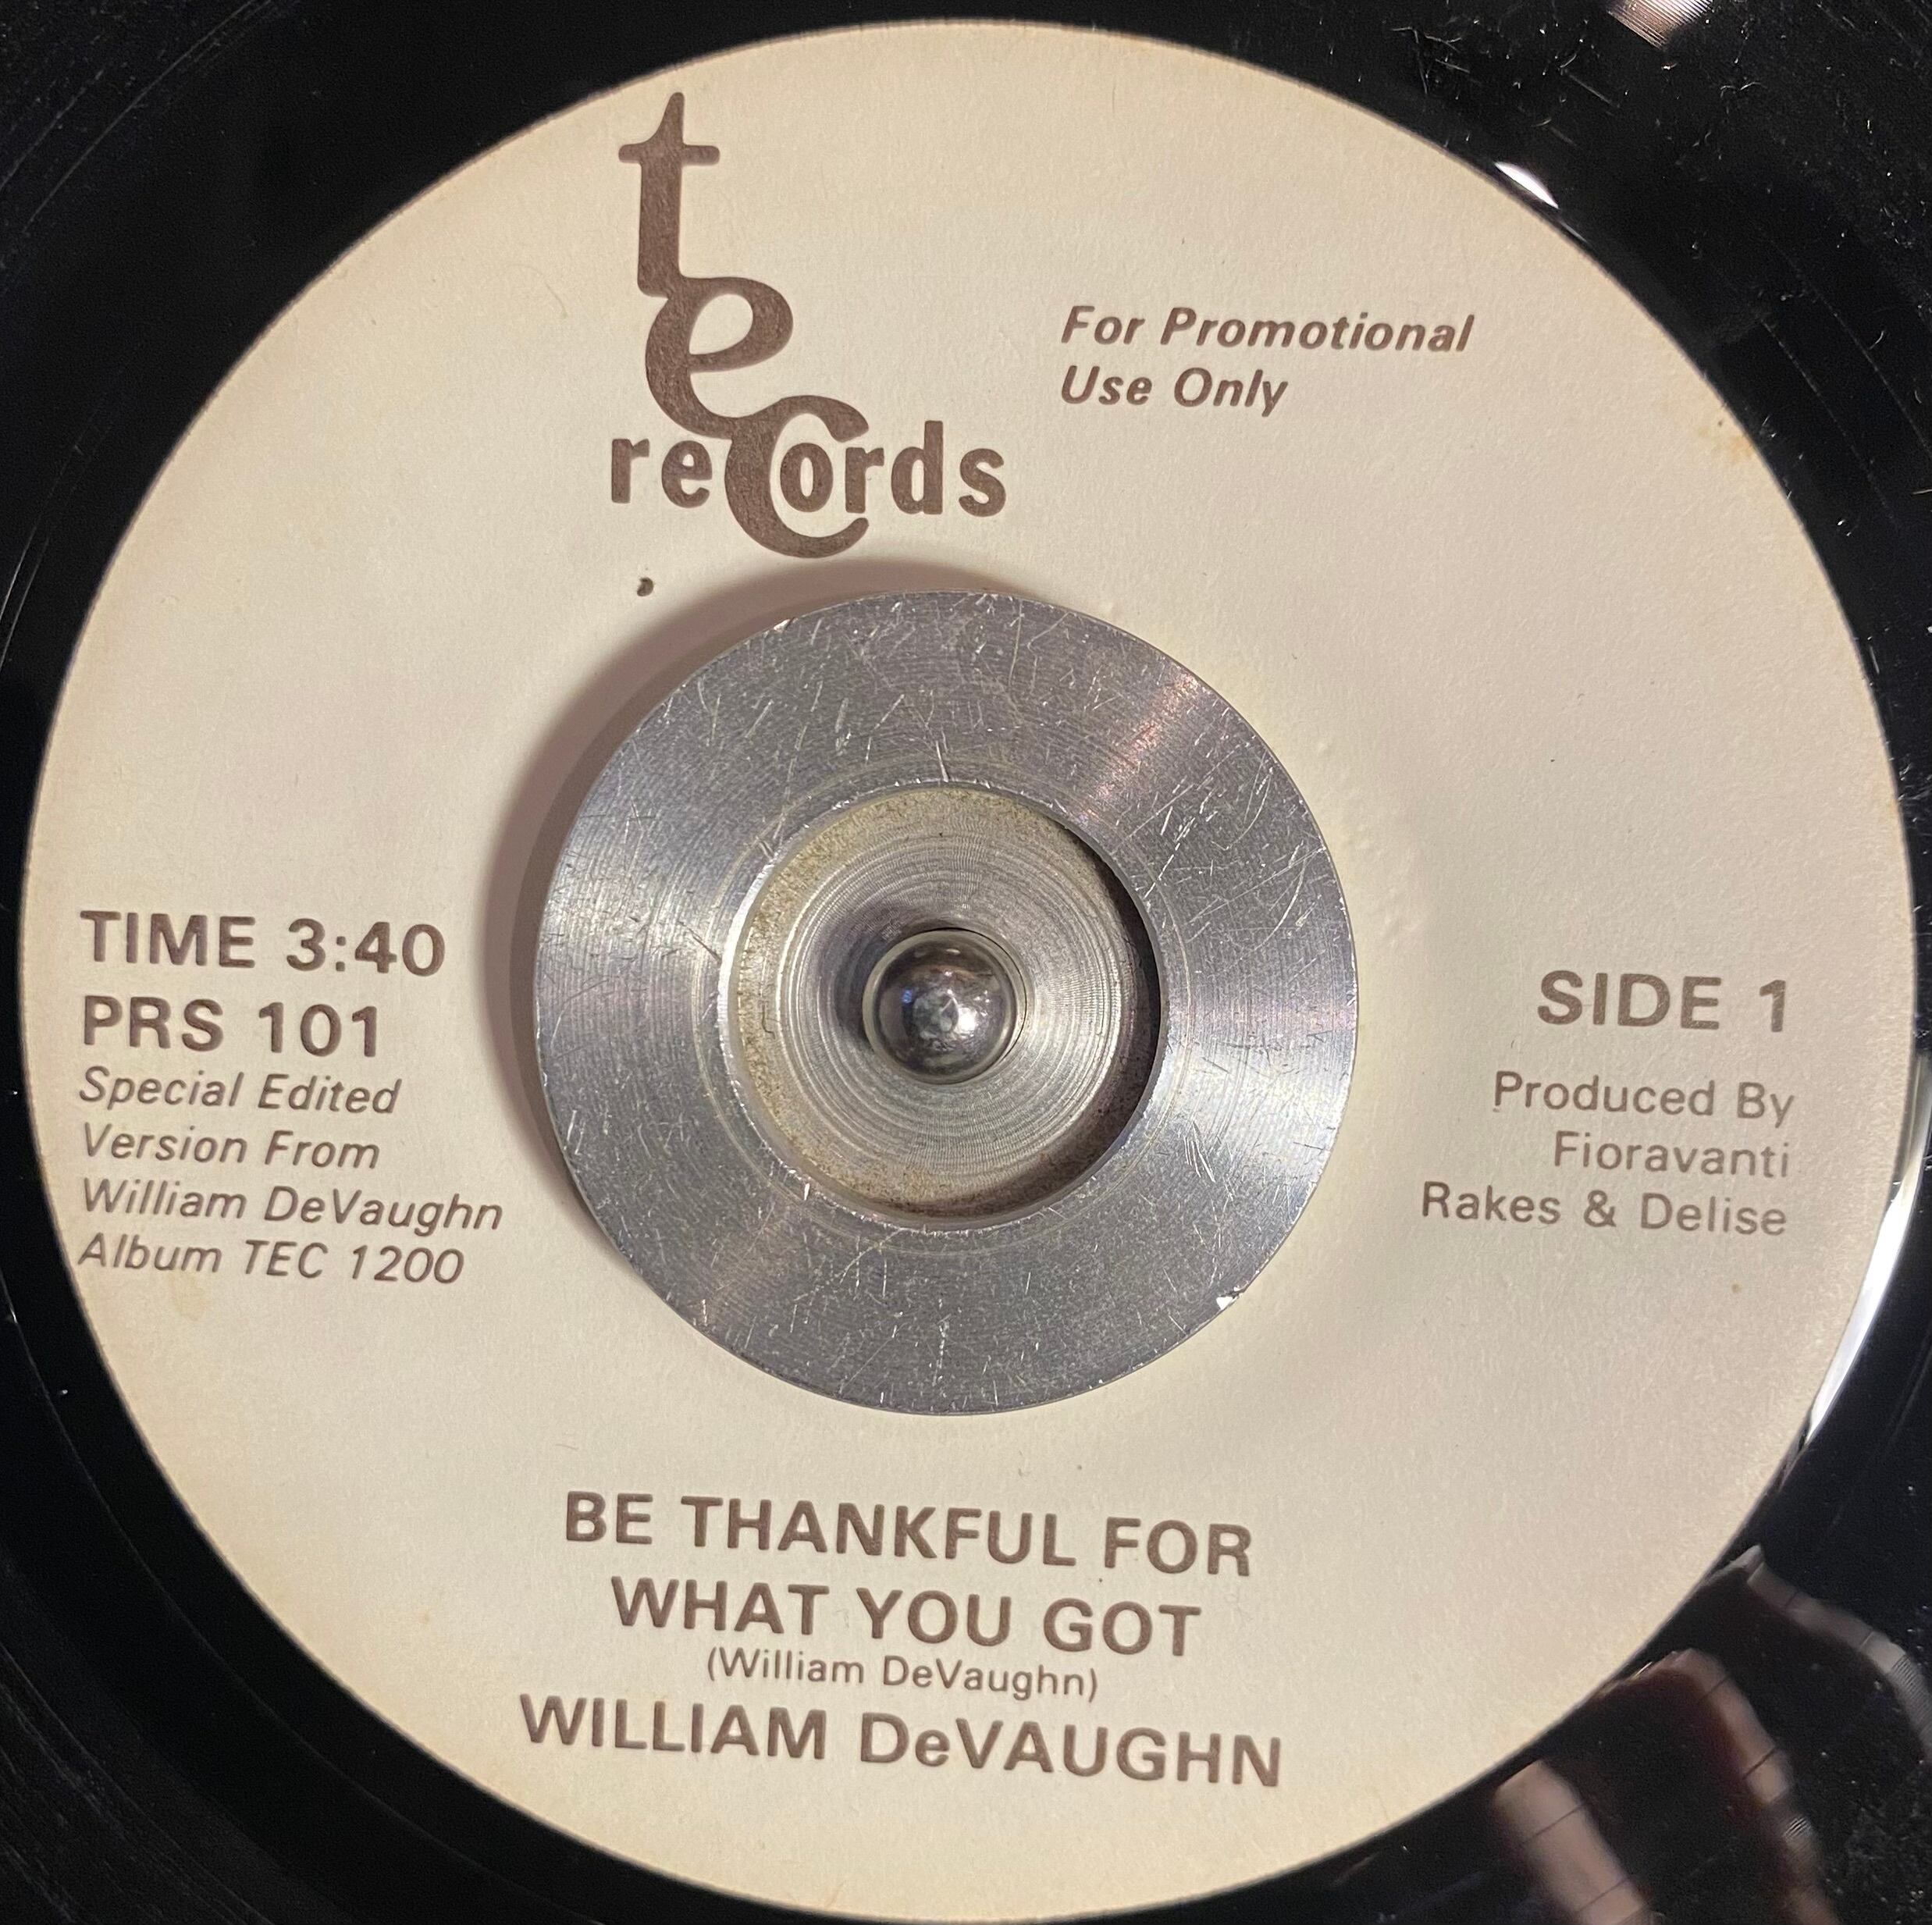 tec
records
For Promotional
Use Only
TIME 3:40
PRS 101
Special Edited
Version From
William DeVaughn
Album TEC 1200
SIDE 1
Produced By
Fioravanti
Rakes & Delise
BE THANKFUL FOR
WHAT YOU GOT
(William DeVaughn)
WILLIAM DeVAUGHN